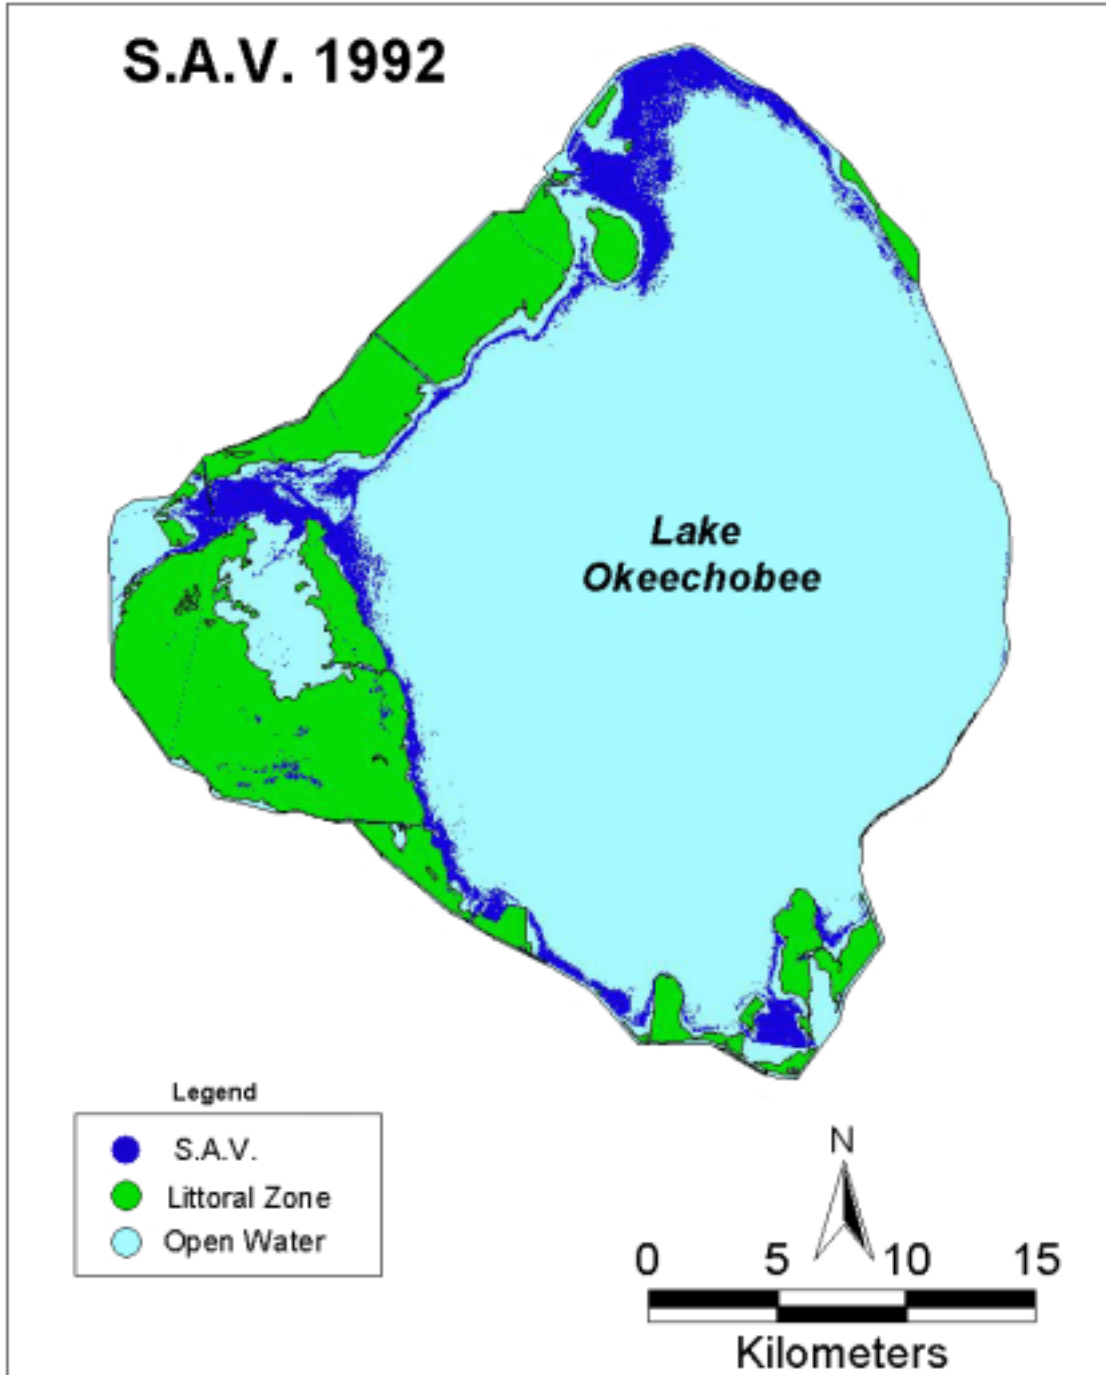 S.A.V. 1992
Lake
Okeechobee
Legend
S.A.V.
Littoral Zone
Open Water
N
0 5 10 15
Kilometers